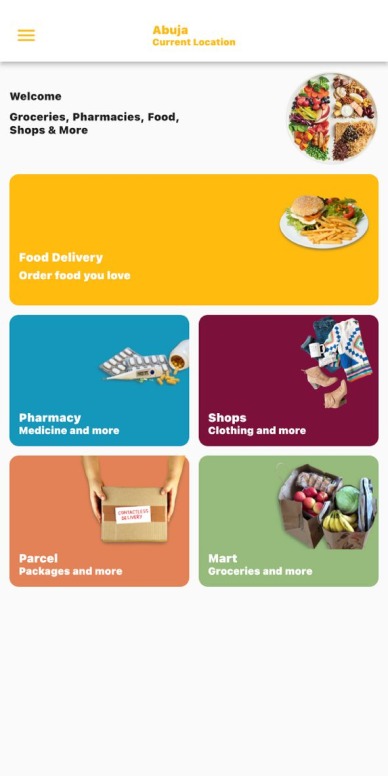 Abuja
Current Location
Welcome
Groceries, Pharmacies, Food,
Shops & More
Food Delivery
Order food you love
Pharmacy
Medicine and more
Shops
Clothing and more
CONTACTLESS
DELIVERY
Parcel
Packages and more
Mart
Groceries and more